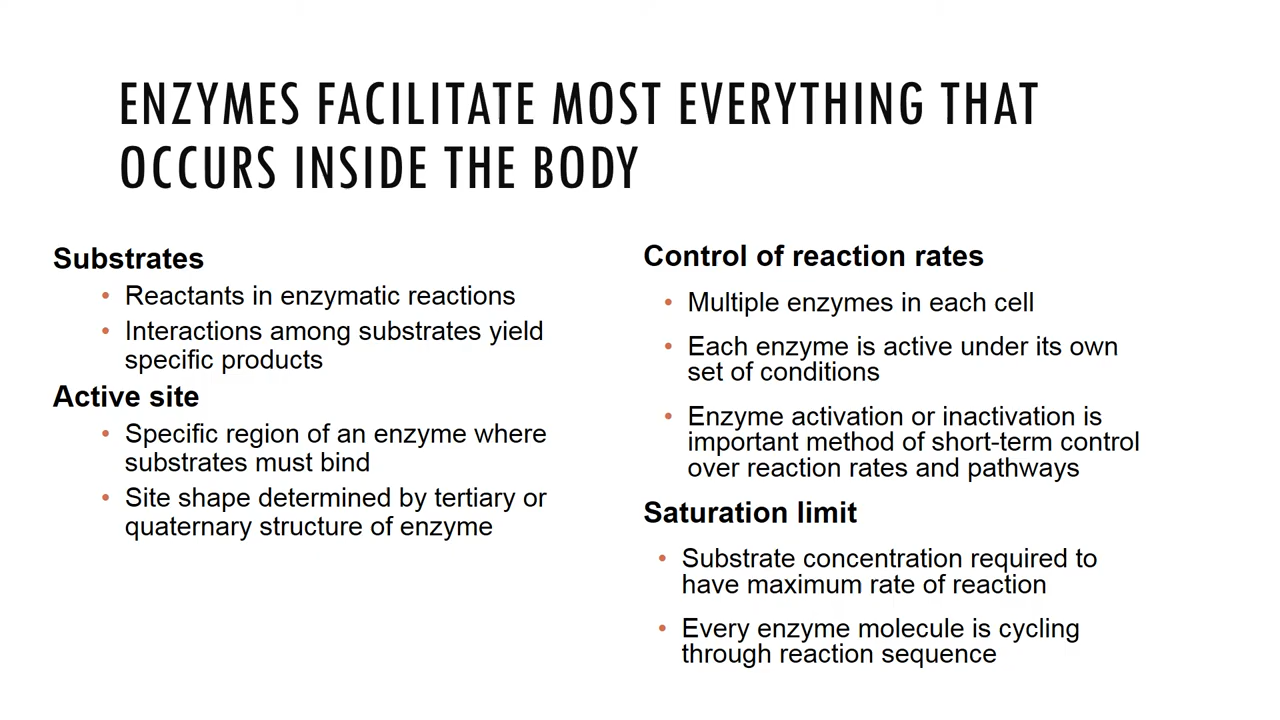 ENZYMES FACILITATE MOST EVERYTHING THAT
OCCURS INSIDE THE BODY
Substrates
• Reactants in enzymatic reactions
• Interactions among substrates yield
specific products
Active site
• Specific region of an enzyme where
substrates must bind
• Site shape determined by tertiary or
quaternary structure of enzyme
Control of reaction rates
• Multiple enzymes in each cell
• Each enzyme is active under its own
set of conditions
• Enzyme activation or inactivation is
important method of short-term control
over reaction rates and pathways
Saturation limit
• Substrate concentration required to
have maximum rate of reaction
• Every enzyme molecule is cycling
through reaction sequence